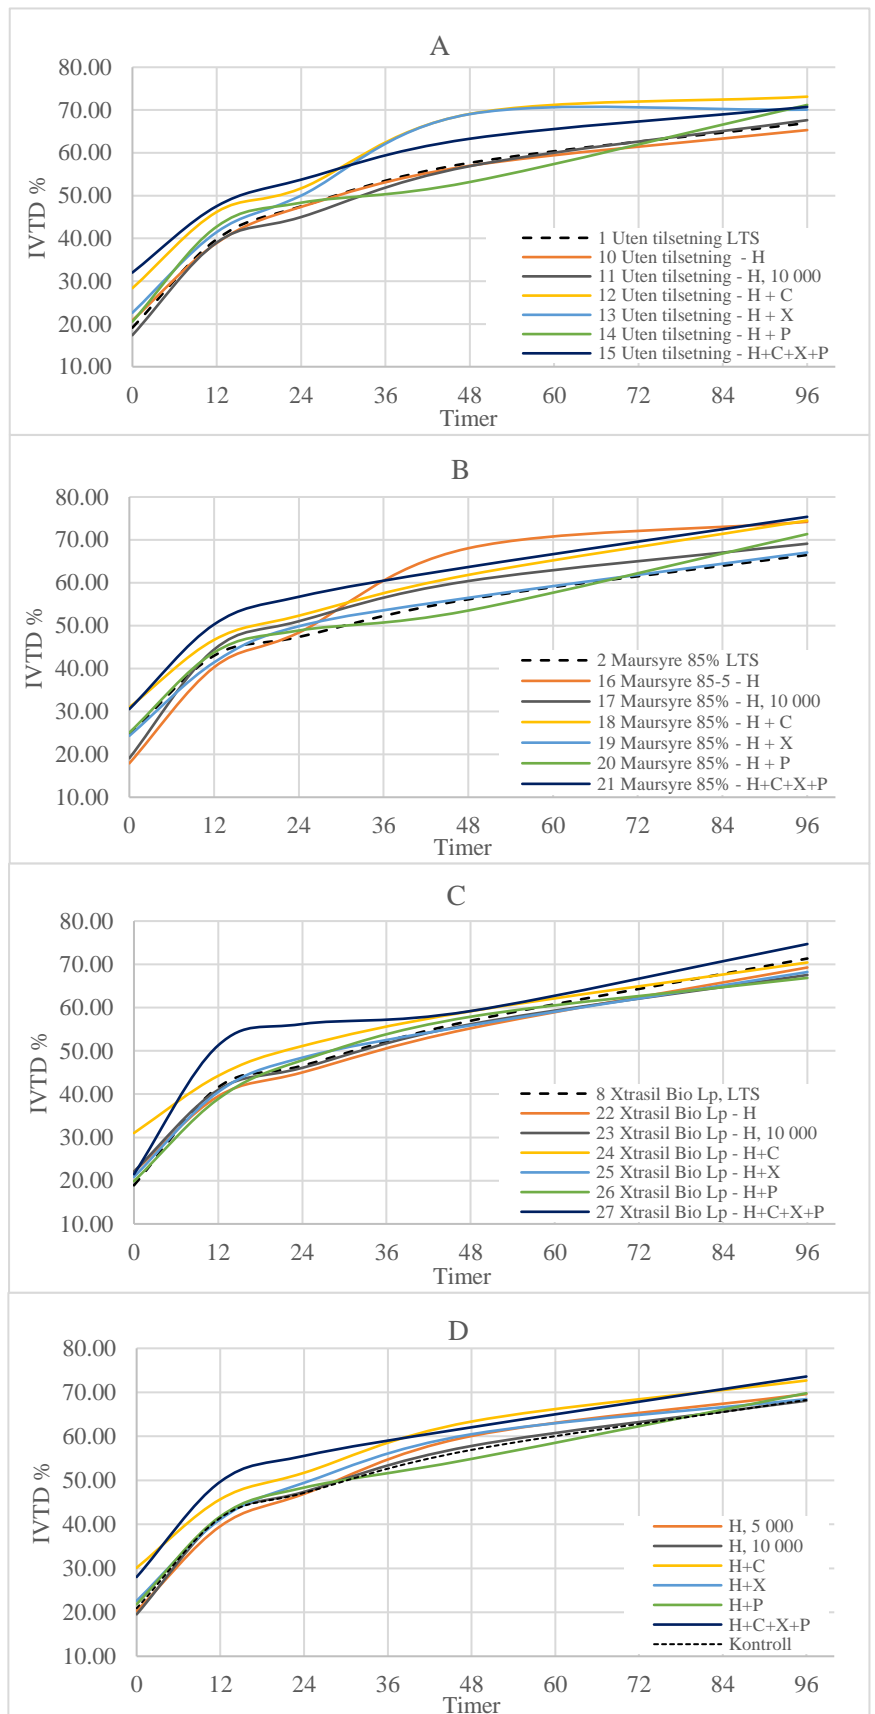 A
80.00
70.00
60.00
50.00
40.00
30.00
20.00
10.00
IVTD %
1 Uten tilsetning LTS
10 Uten tilsetning - H
11 Uten tilsetning - H, 10 000
12 Uten tilsetning - H + C
13 Uten tilsetning - H + X
14 Uten tilsetning - H + P
15 Uten tilsetning - H+C+X+P
0 12 24 36 48 60 72 84 96
Timer
B
80.00
70.00
60.00
50.00
40.00
30.00
20.00
10.00
IVTD %
2 Maursyre 85% LTS
16 Maursyre 85-5 - H
17 Maursyre 85% - H, 10 000
18 Maursyre 85% - H + C
19 Maursyre 85% - H + X
20 Maursyre 85% - H + P
21 Maursyre 85% - H+C+X+P
0 12 24 36 48 60 72 84 96
Timer
C
80.00
70.00
60.00
50.00
40.00
30.00
20.00
10.00
IVTD %
8 Xtrasil Bio Lp, LTS
22 Xtrasil Bio Lp - H
23 Xtrasil Bio Lp - H, 10 000
24 Xtrasil Bio Lp - H+C
25 Xtrasil Bio Lp - H+X
26 Xtrasil Bio Lp - H+P
27 Xtrasil Bio Lp - H+C+X+P
0 12 24 36 48 60 72 84 96
Timer
D
80.00
70.00
60.00
50.00
40.00
30.00
20.00
10.00
IVTD %
H, 5 000
H, 10 000
H+C
H+X
H+P
H+C+X+P
Kontroll
0 12 24 36 48 60 72 84 96
Timer